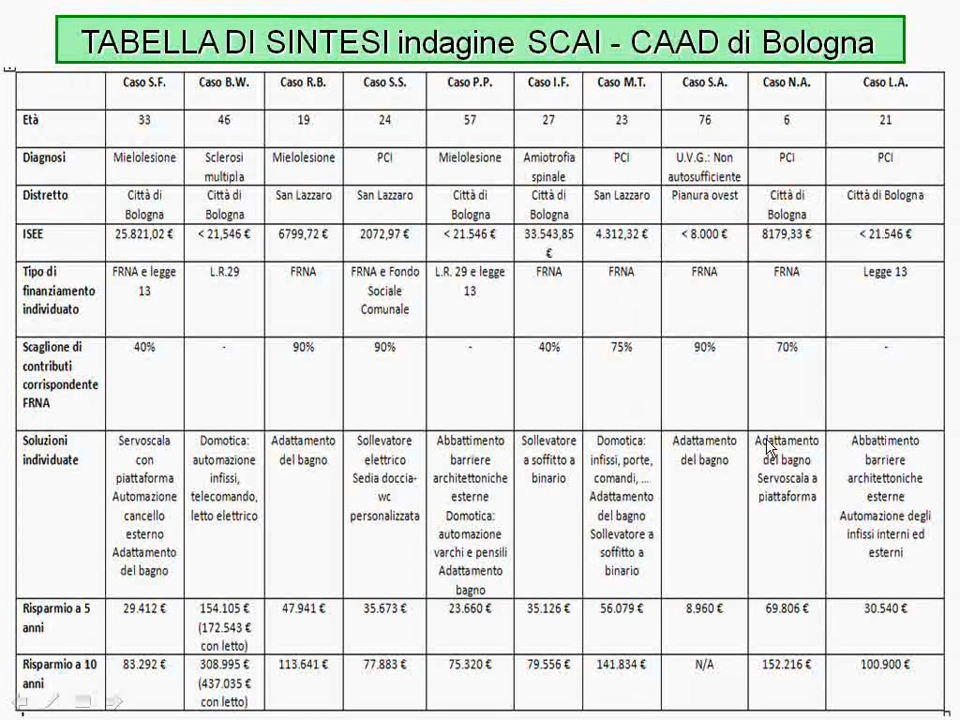 TABELLA DI SINTESI indagine SCAI - CAAD di Bologna
Caso S.F. Caso B.W. Caso R.B. Caso S.S. Caso P.P. Caso I.F. Caso M.T. Caso S.A. Caso N.A. Caso L.A.
Età 33 46 19 24 57 27 23 76 6 21
Diagnosi Mielolesione Sclerosi Mielolesione PCI Mielolesione Amiotrofia PCI U.V.G.: Non PCI PCI
multipla spinale autosufficiente
Distretto Città di Città di San Lazzaro San Lazzaro Città di Città di San Lazzaro Pianura ovest Città di Città di Bologna
Bologna Bologna Bologna Bologna Bologna
ISEE 25.821,02 € < 21,546 € 6799,72 € 2072,97 € < 21.546 € 33.543,85 4.312,32 € < 8.000 € 8179,33 € < 21.546 €
€
Tipo di FRNA e legge L.R.29 FRNA FRNA e Fondo L.R. 29 e legge FRNA FRNA FRNA FRNA Legge 13
finanziamento 13 Sociale 13
individuato Comunale
Scaglione di 40% - 90% 90% - 40% 75% 90% 70% -
contributi
corrispondente
FRNA
Soluzioni Servoscala Domotica: Adattamento Sollevatore Abbattimento Sollevatore Domotica: Adattamento Adattamento Abbattimento
individuate con automazione del bagno elettrico barriere a soffitto a infissi, porte, del bagno del bagno barriere
piattaforma infissi, Sedia doccia- architettoniche binario comandi, ... Servoscala a architettoniche
Automazione telecomando, wc esterne Adattamento piattaforma esterne
cancello letto elettrico personalizzata Domotica: del bagno Automazione degli
esterno automazione Sollevatore a infissi interni ed
Adattamento varchi e pensili soffitto a esterni
del bagno Adattamento binario
bagno
Risparmio a 5 29.412 € 154.105 € 47.941 € 35.673 € 23.660 € 35.126 € 56.079 € 8.960 € 69.806 € 30.540 €
anni (172.543 €
con letto)
Risparmio a 10 83.292 € 308.995 € 113.641 € 77.883 € 75.320 € 79.556 € 141.834 € N/A 152.216 € 100.900 €
anni (437.035 €
con letto)